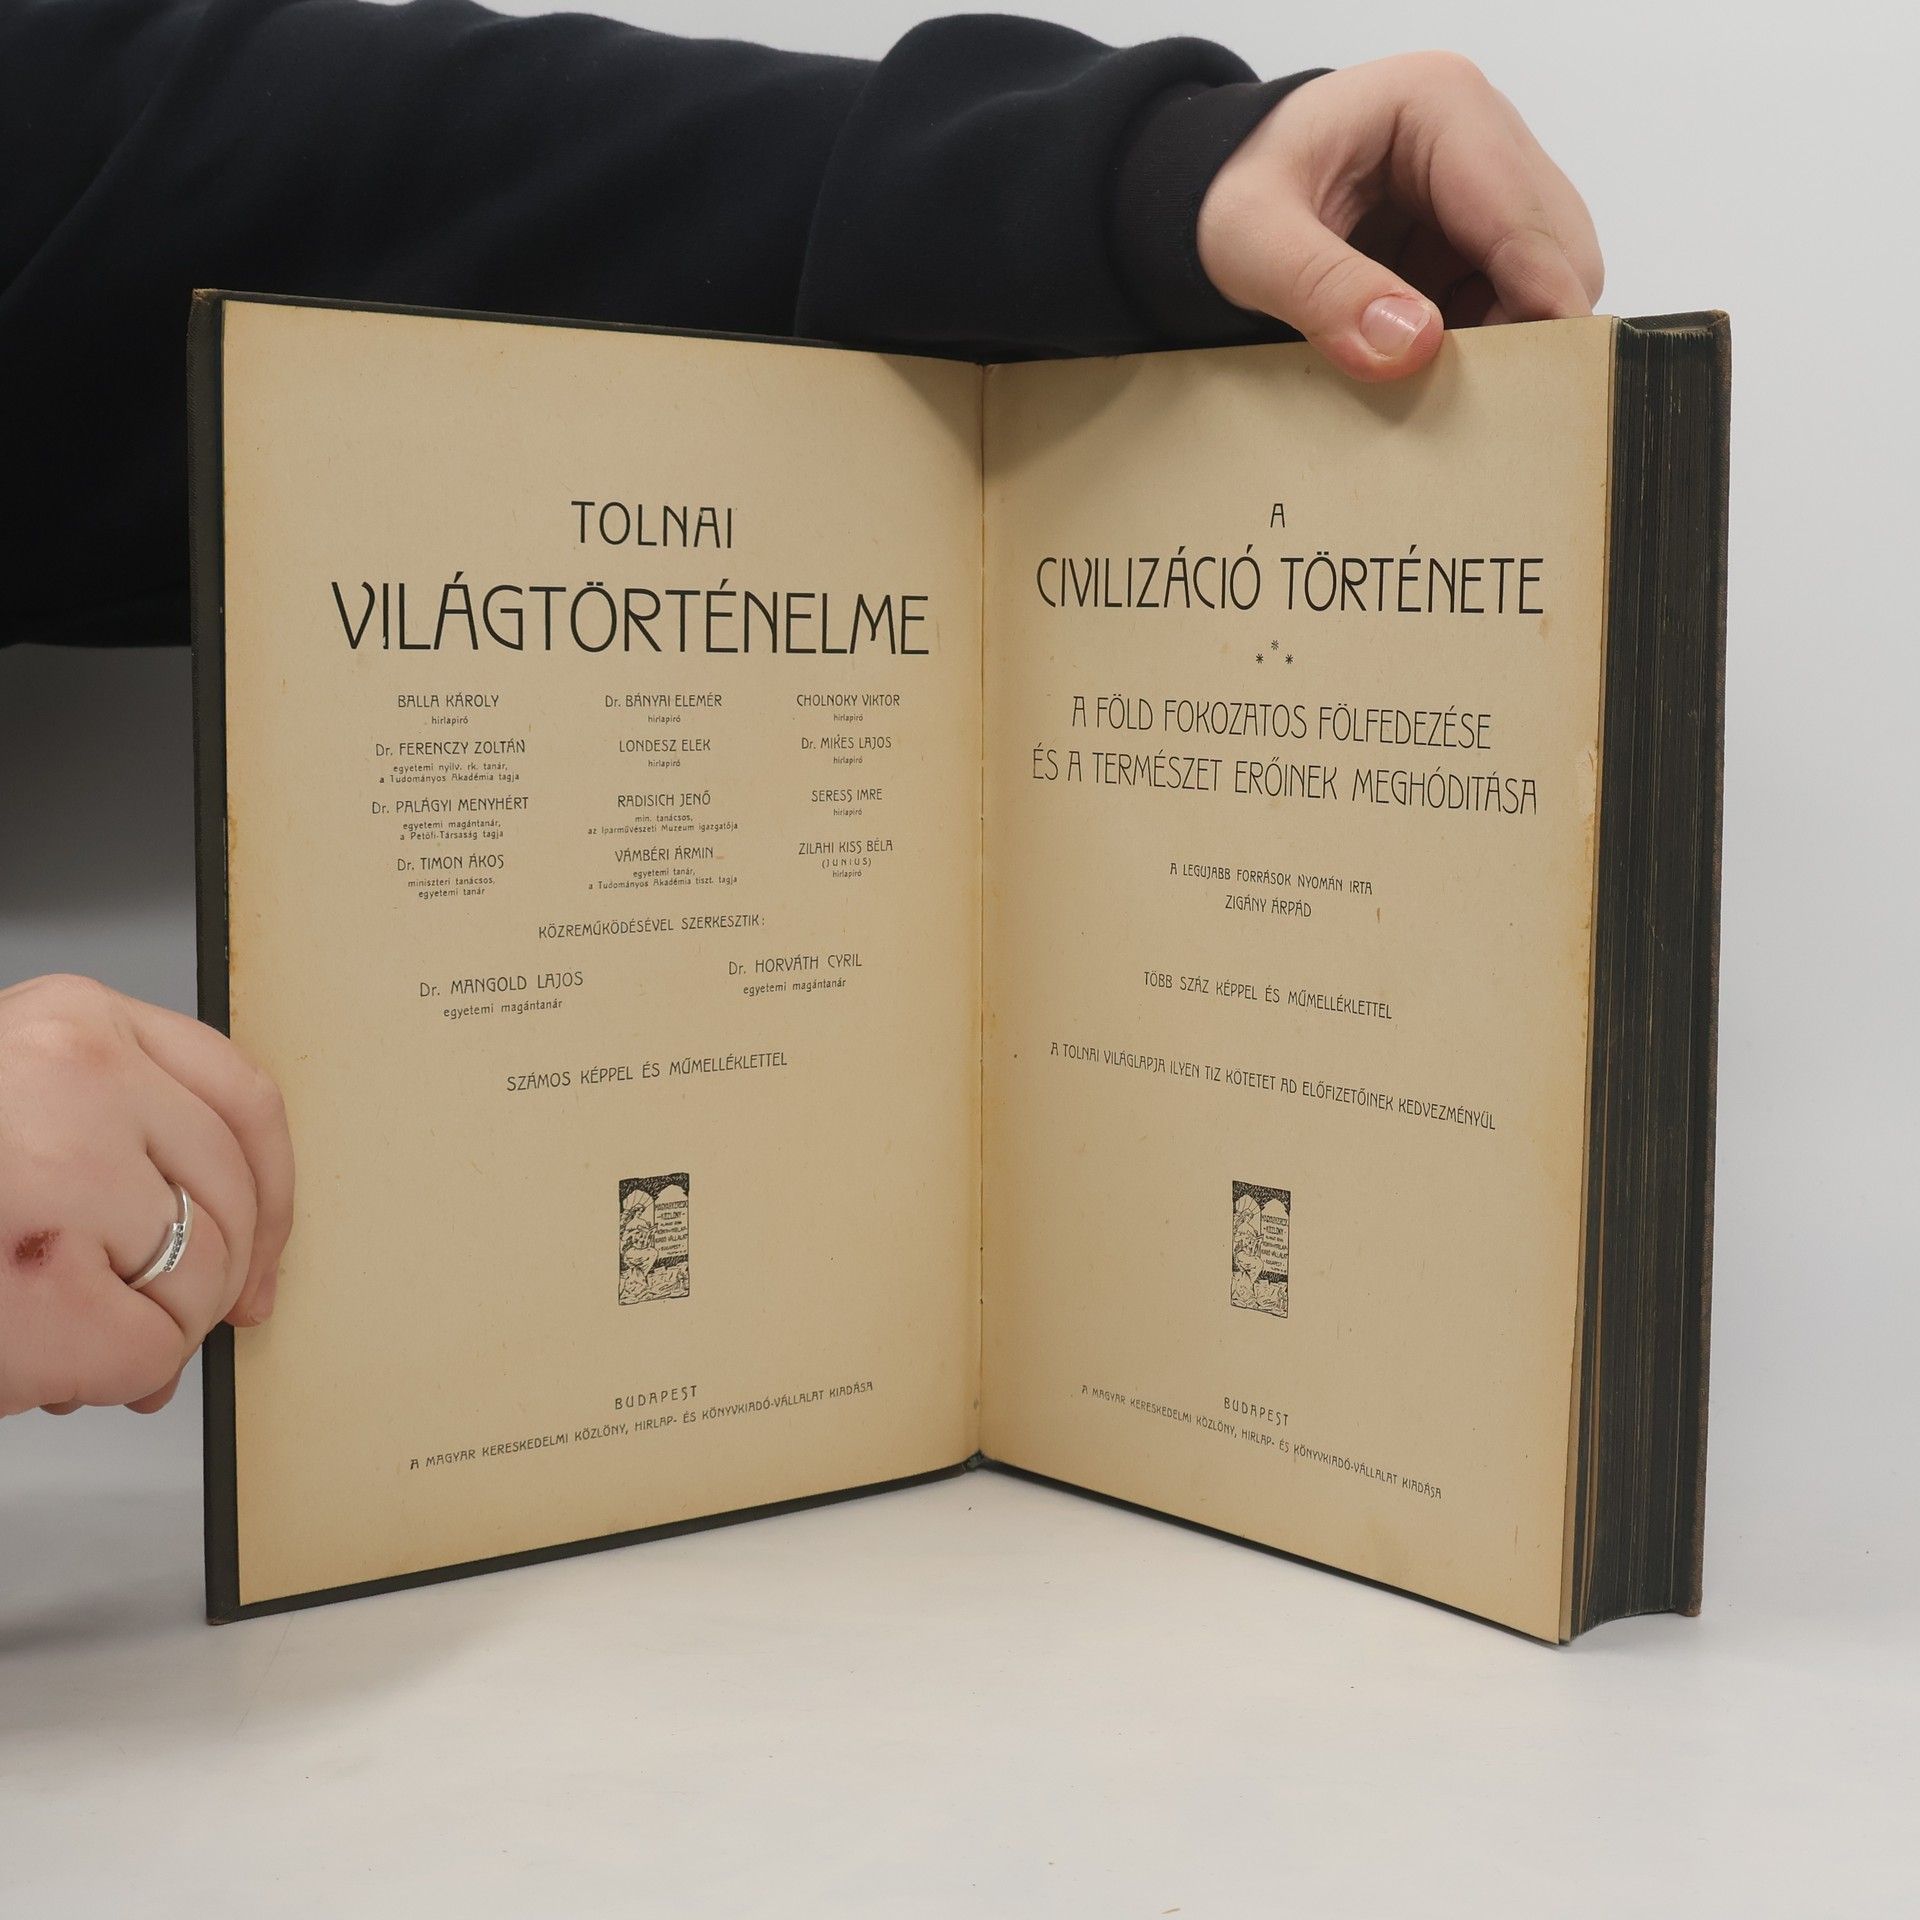 TOLNAI
VILÁGTÖRTÉNELME
BALLA KÁROLY
hirlapiró
Dr. BÁNYAI ELEMÉR
hirlapiró
CHOLNOKY VIKTOR
hirlapiró
Dr. FERENCZY ZOLTÁN
egyetemi nyilv. rk. tanár,
a Tudományos Akadémia tagja
LONDESZ ELEK
hirlapiró
Dr. MIKES LAJOS
hirlapiró
Dr. PALÁGYI MENYHÉRT
egyetemi magántanár,
a Petőfi-Társaság tagja
RADISICH JENŐ
min. tanácsos,
az Iparművészeti Muzeum igazgatója
SERESS IMRE
hirlapiró
Dr. TIMON ÁKOS
miniszteri tanácsos,
egyetemi tanár
VÁMBÉRI ÁRMIN
egyetemi tanár,
a Tudományos Akadémia tiszt. tagja
ZILAHI KISS BÉLA
(JUNIUS)
hirlapiró
KÖZREMŰKÖDÉSÉVEL SZERKESZTIK:
Dr. MANGOLD LAJOS
egyetemi magántanár
Dr. HORVÁTH CYRIL
egyetemi magántanár
SZÁMOS KÉPPEL ÉS MŰMELLÉKLETTEL
BUDAPEST
A MAGYAR KERESKEDELMI KÖZLÖNY, HIRLAP- ÉS KÖNYVKIADÓ-VÁLLALAT KIADÁSA
A
CIVILIZÁCIÓ TÖRTÉNETE
* * *
A FÖLD FOKOZATOS FÖLFEDEZÉSE
ÉS A TERMÉSZET ERŐINEK MEGHÓDITÁSA
A LEGUJABB FORRÁSOK NYOMÁN IRTA
ZIGÁNY ÁRPÁD
TÖBB SZÁZ KÉPPEL ÉS MŰMELLÉKLETTEL
A TOLNAI VILÁGLAPJA ILYEN TIZ KÖTETET AD ELŐFIZETŐINEK KEDVEZMÉNYÜL
BUDAPEST
A MAGYAR KERESKEDELMI KÖZLÖNY, HIRLAP- ÉS KÖNYVKIADÓ-VÁLLALAT KIADÁSA